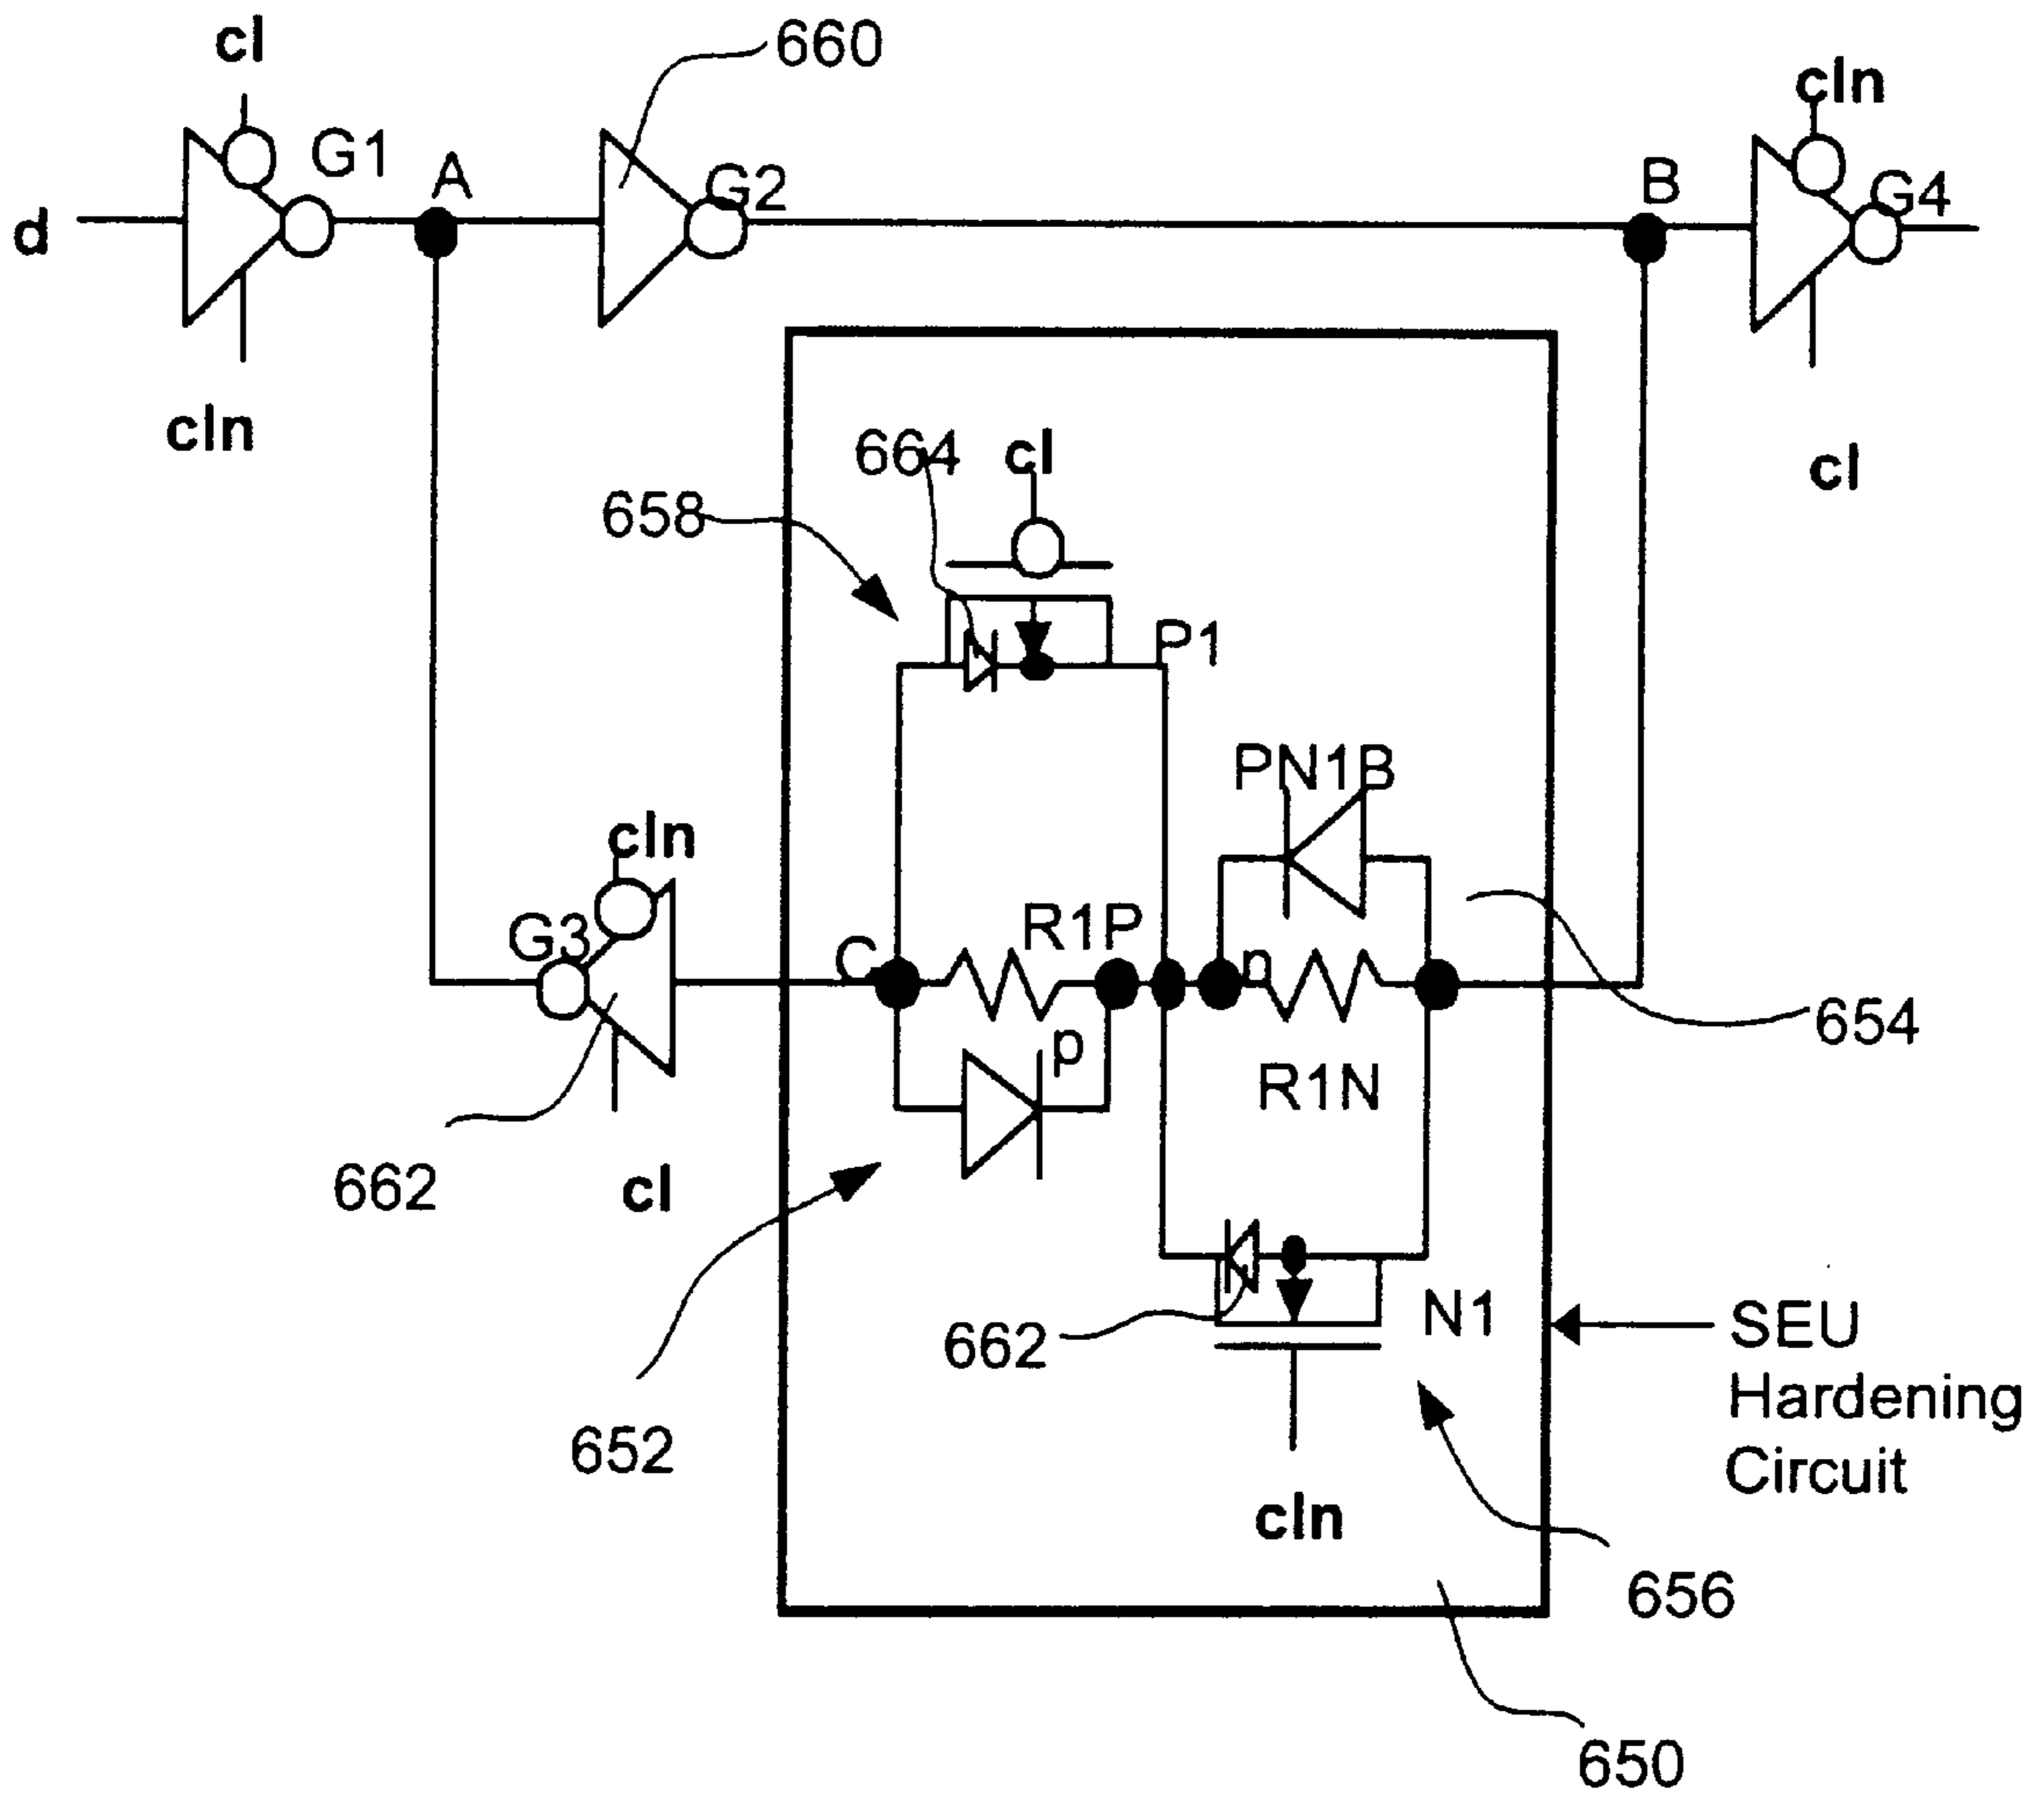 cl
660
cln
G1
A
G2
B
G4
d
cln
cl
664
cl
658
P1
PN1B
cln
G3
C
R1P
n
654
p
R1N
662
cl
662
N1
SEU
Hardening
Circuit
652
cln
656
650